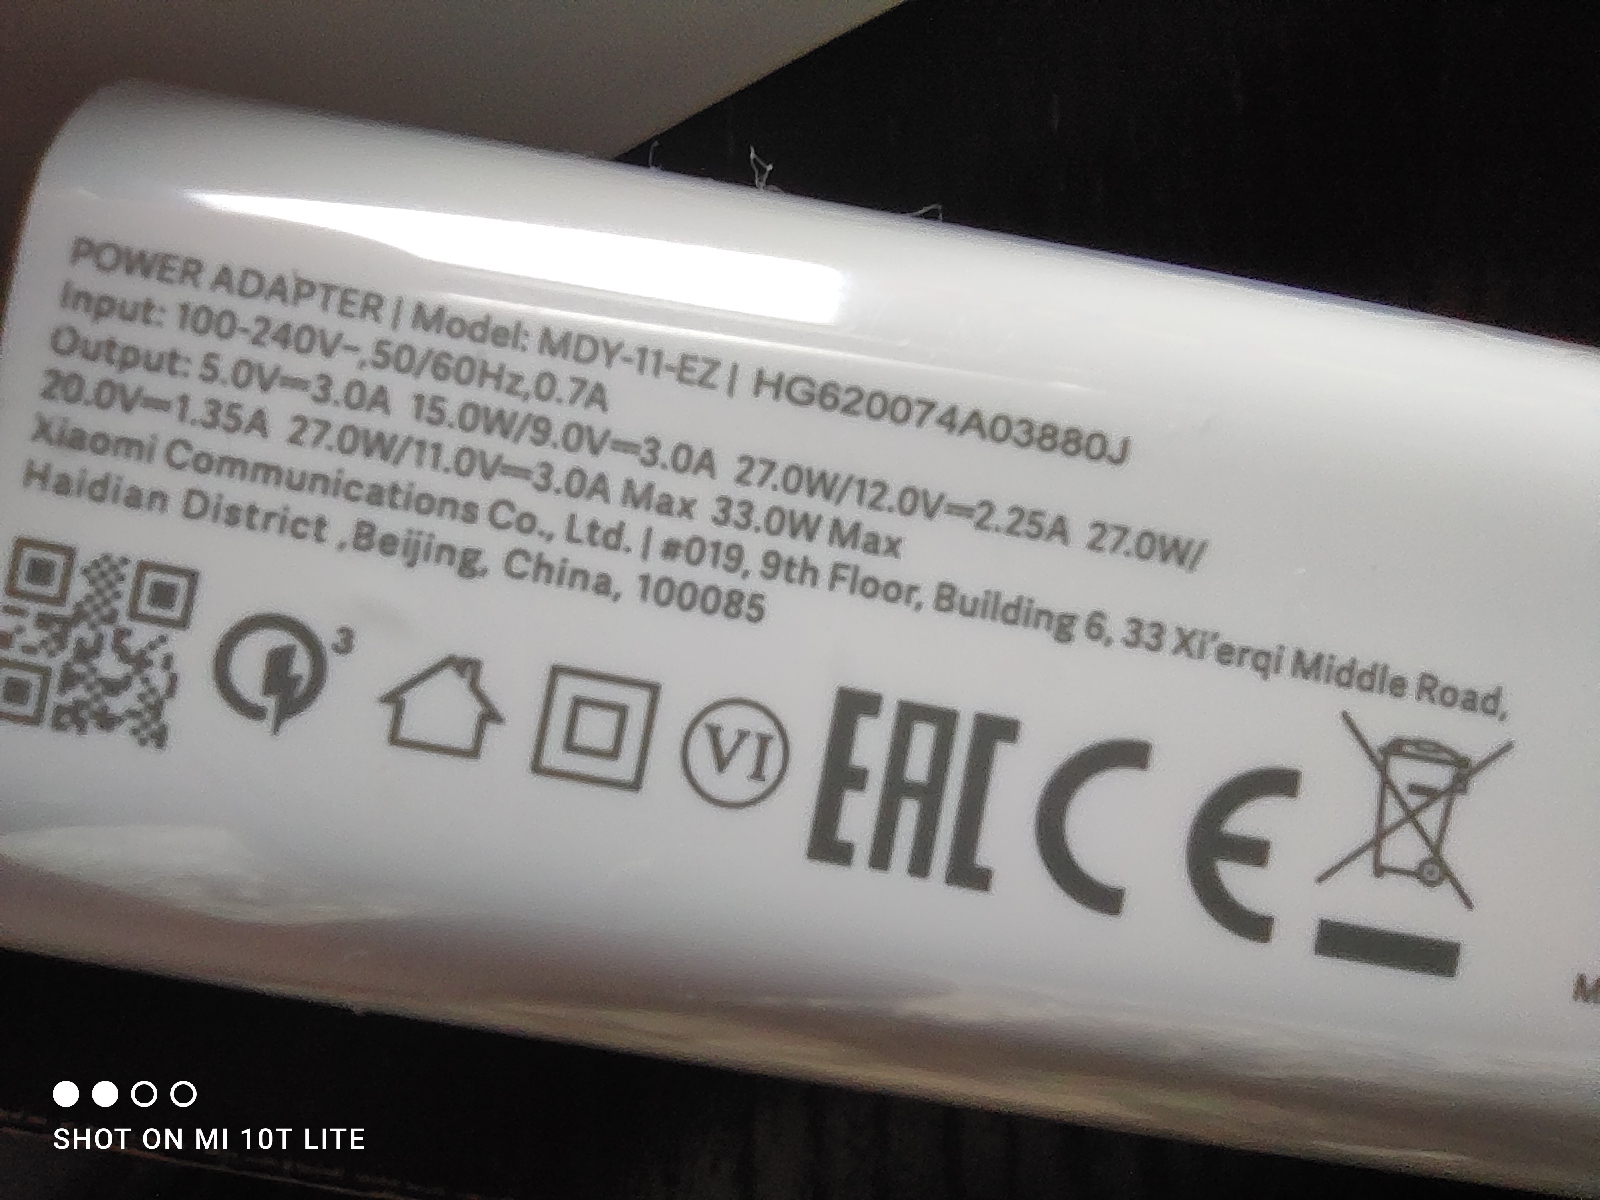 POWER ADAPTER | Model: MDY-11-EZ | HG620074A03880J
Input: 100-240V~,50/60Hz,0.7A
Output: 5.0V⎓3.0A 15.0W/9.0V⎓3.0A 27.0W/12.0V⎓2.25A 27.0W/
20.0V⎓1.35A 27.0W/11.0V⎓3.0A Max 33.0W Max
Xiaomi Communications Co., Ltd. | #019, 9th Floor, Building 6, 33 Xi'erqi Middle Road,
Haidian District ,Beijing, China, 100085
3
VI
EAC
CE
SHOT ON MI 10T LITE